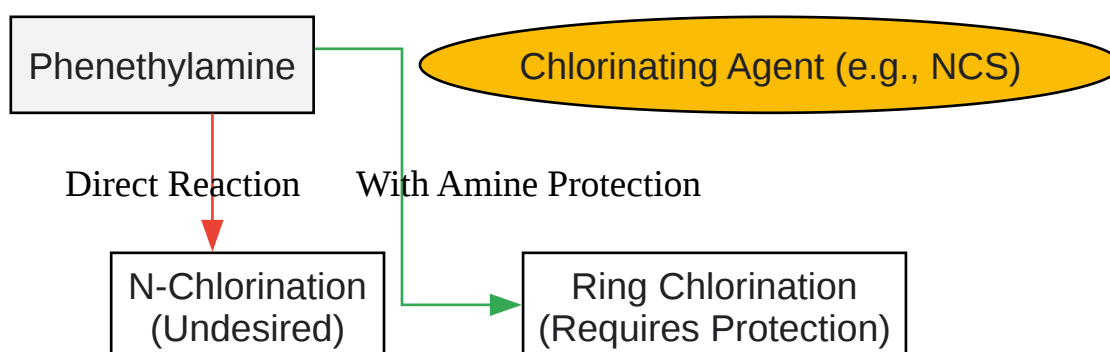 Phenethylamine
Chlorinating Agent (e.g., NCS)
Direct Reaction
With Amine Protection
N-Chlorination
(Undesired)
Ring Chlorination
(Requires Protection)